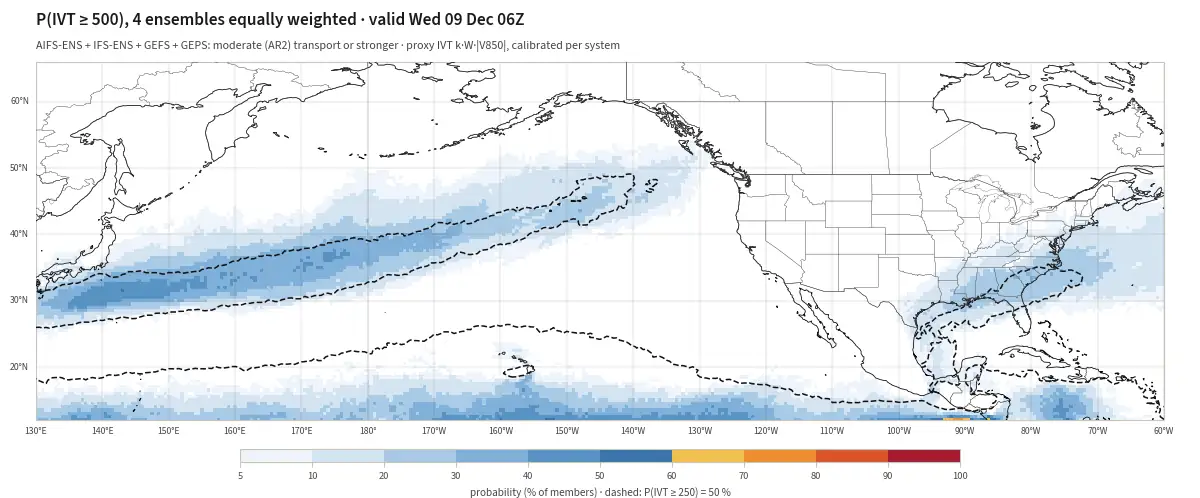 P(IVT ≥ 500), 4 ensembles equally weighted · valid Wed 09 Dec 06Z
AIFS-ENS + IFS-ENS + GEFS + GEPS: moderate (AR2) transport or stronger · proxy IVT k·W·|V850|, calibrated per system
60°N
50°N
40°N
30°N
20°N
130°E 140°E 150°E 160°E 170°E 180° 170°W 160°W 150°W 140°W 130°W 120°W 110°W 100°W 90°W 80°W 70°W 60°W
5 10 20 30 40 50 60 70 80 90 100
probability (% of members) · dashed: P(IVT ≥ 250) = 50 %